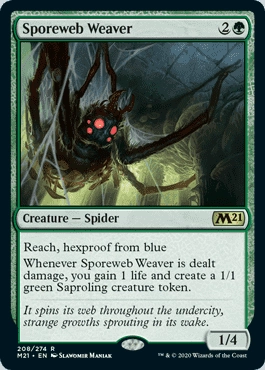 Sporeweb Weaver 2
Creature — Spider M21
Reach, hexproof from blue
Whenever Sporeweb Weaver is dealt
damage, you gain 1 life and create a 1/1
green Saproling creature token.
It spins its web throughout the undercity,
strange growths sprouting in its wake.
1/4
208/274 R
M21 • EN SLAWOMIR MANIAK ™ & © 2020 Wizards of the Coast